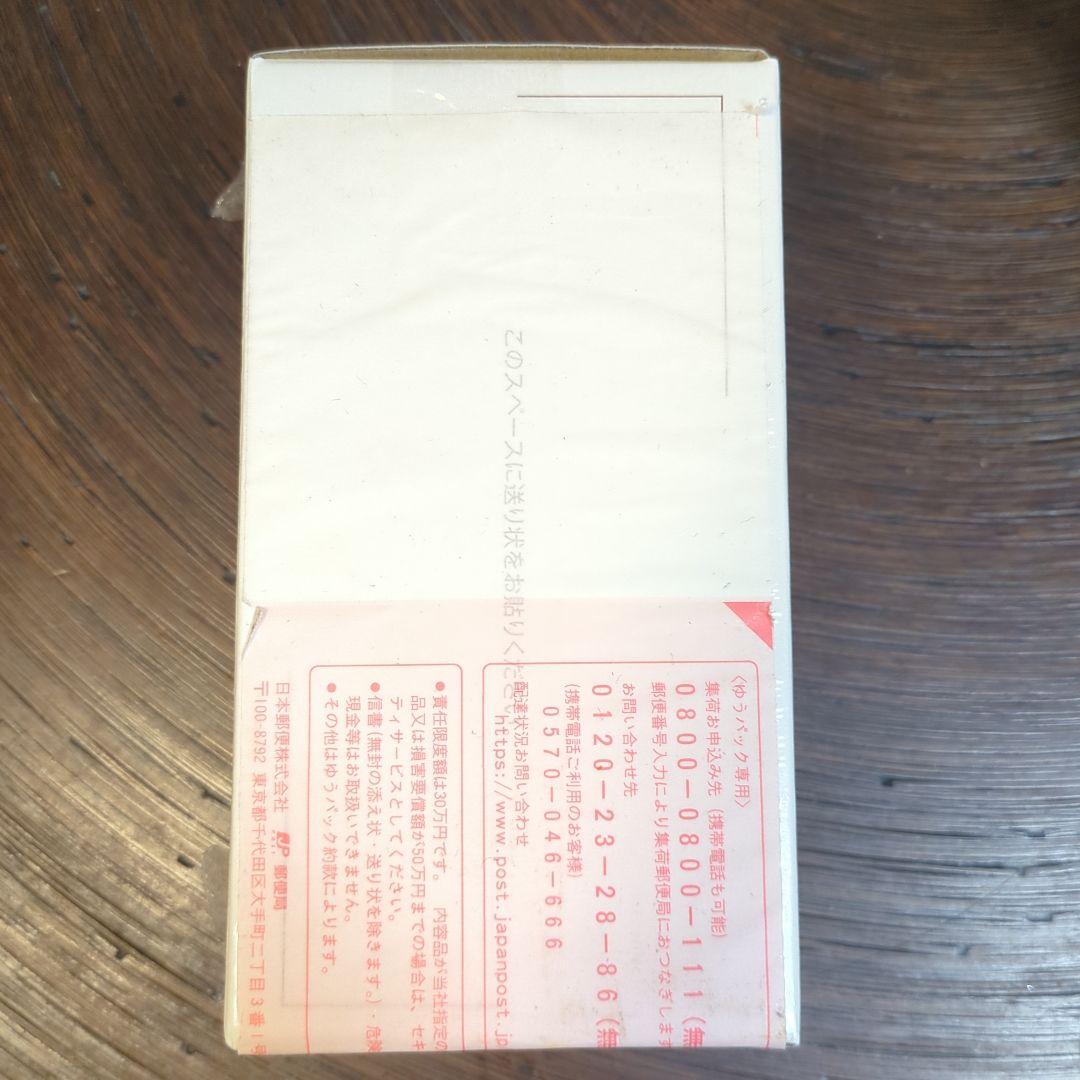 このスペースに送り状をお貼りくださ
〈ゆうパック専用〉
集荷お申込み先（携帯電話も可能）
0800－0800－111（無
郵便番号入力により集荷郵便局におつなぎします
お問い合わせ先
0120－23－28－86（無
（携帯電話ご利用のお客様）
0570－046－666
配達状況お問い合わせ
https://www.post.japanpost.jp
●責任限度額は30万円です。 内容品が当社指定の
品又は損害要償額が50万円までの場合は、セキ
ティサービスとしてください。
●信書（無封の添え状・送り状を除きます。）・危険
現金等はお取扱いできません。
●その他はゆうパック約款によります。
日本郵便株式会社 JP 郵便局
〒100-8792 東京都千代田区大手町二丁目3番1号